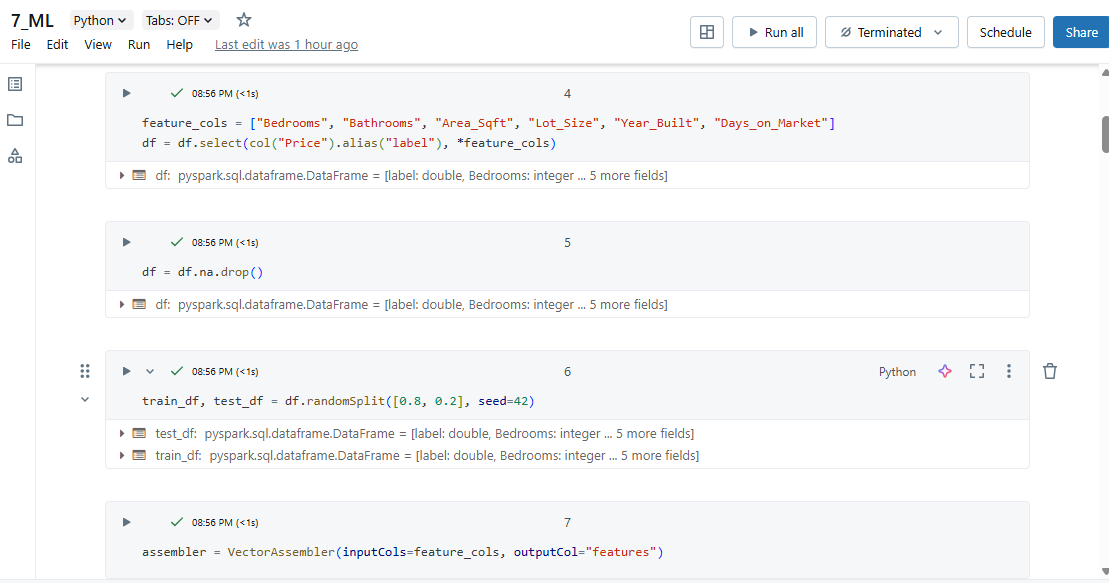 7_ML Python Tabs: OFF
File Edit View Run Help Last edit was 1 hour ago
Run all Terminated Schedule Share
08:56 PM (<1s) 4
feature_cols = ["Bedrooms", "Bathrooms", "Area_Sqft", "Lot_Size", "Year_Built", "Days_on_Market"]
df = df.select(col("Price").alias("label"), *feature_cols)
df: pyspark.sql.dataframe.DataFrame = [label: double, Bedrooms: integer ... 5 more fields]
08:56 PM (<1s) 5
df = df.na.drop()
df: pyspark.sql.dataframe.DataFrame = [label: double, Bedrooms: integer ... 5 more fields]
08:56 PM (<1s) 6 Python
train_df, test_df = df.randomSplit([0.8, 0.2], seed=42)
test_df: pyspark.sql.dataframe.DataFrame = [label: double, Bedrooms: integer ... 5 more fields]
train_df: pyspark.sql.dataframe.DataFrame = [label: double, Bedrooms: integer ... 5 more fields]
08:56 PM (<1s) 7
assembler = VectorAssembler(inputCols=feature_cols, outputCol="features")